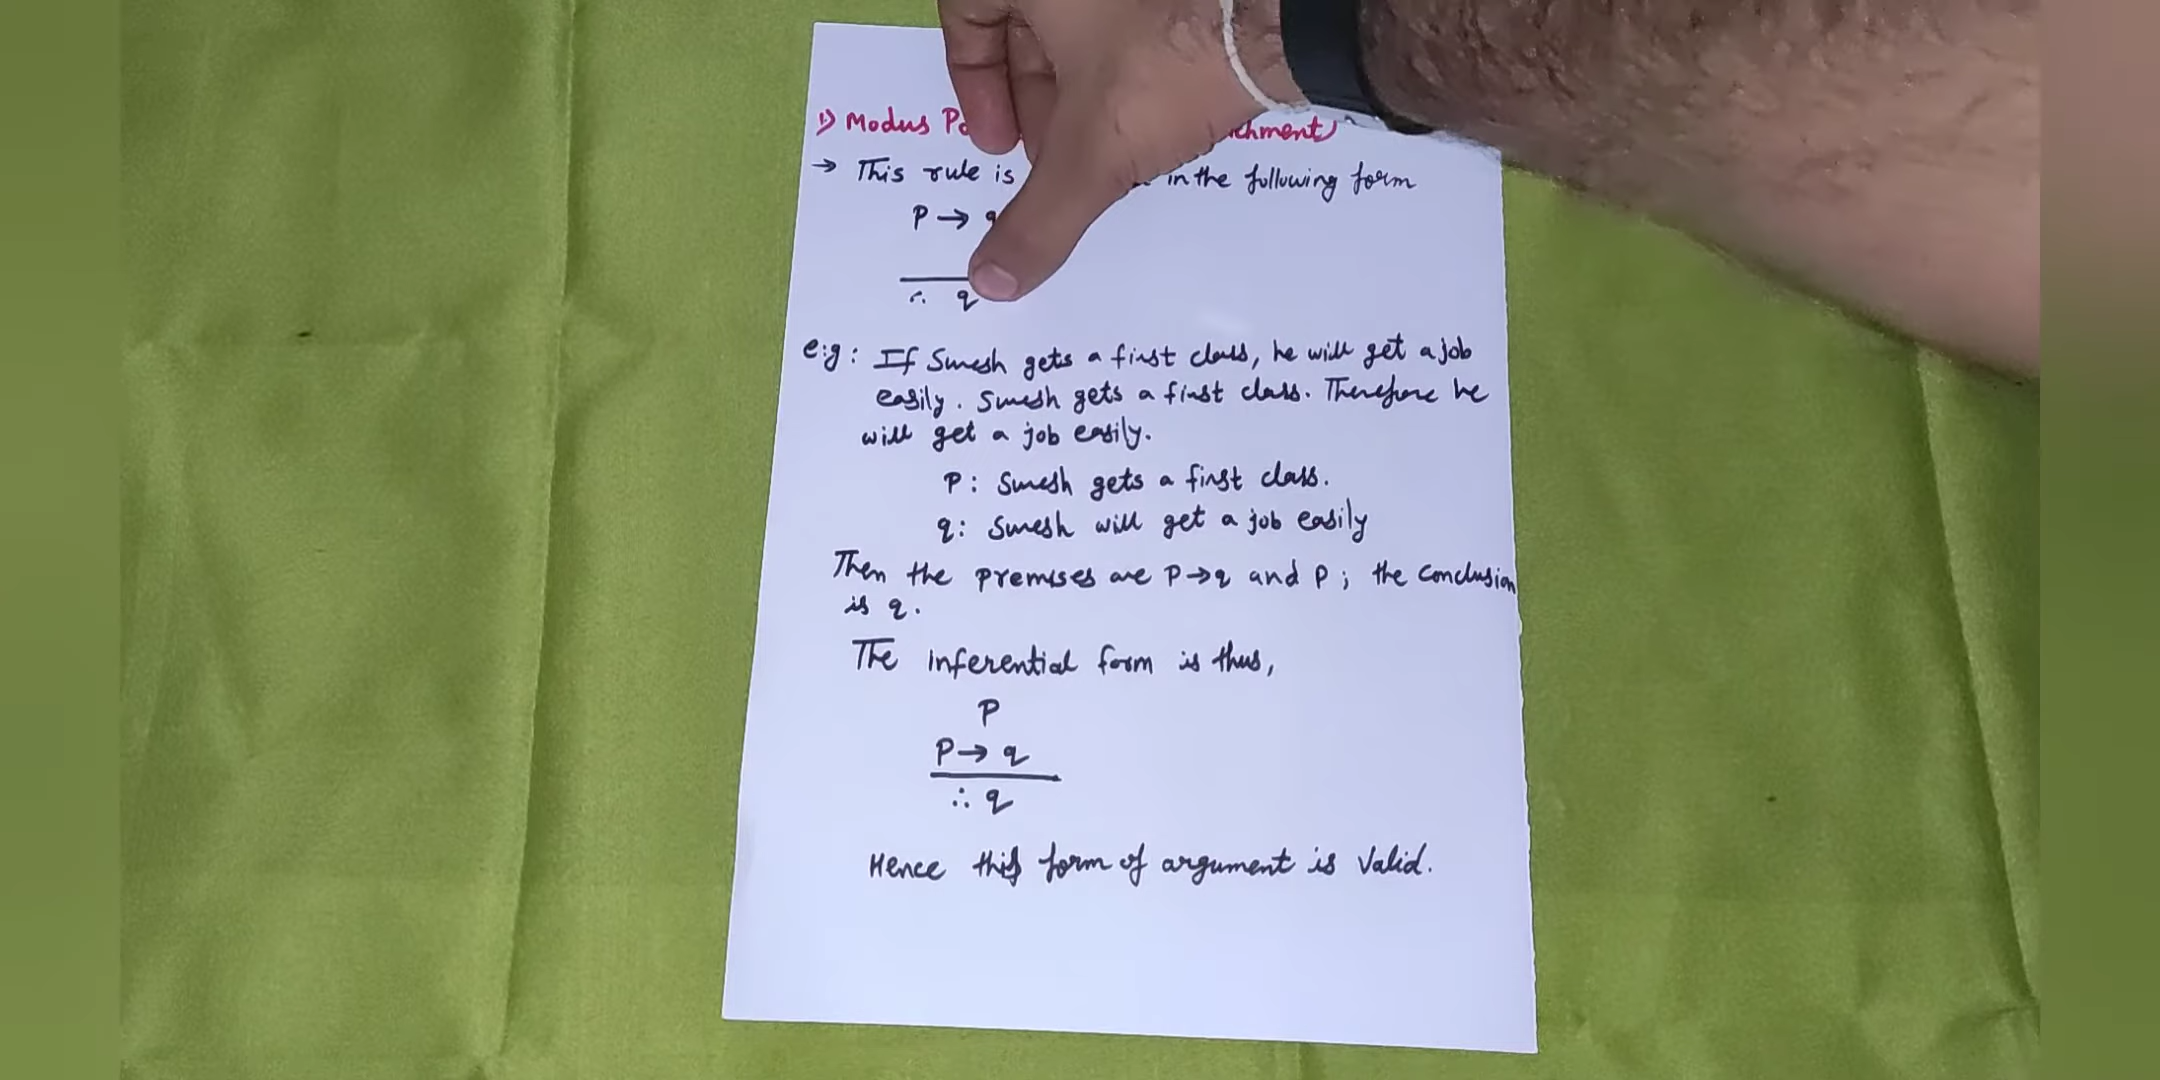 1) Modus Po chment)
→ This rule is in the following form
P → q
∴ q
e.g: If Suresh gets a first class, he will get a job
easily. Suresh gets a first class. Therefore he
will get a job easily.
P: Suresh gets a first class.
q: Suresh will get a job easily
Then the premises are P→q and P; the conclusion
is q.
The inferential form is thus,
P
P→ q
∴ q
Hence this form of argument is valid.